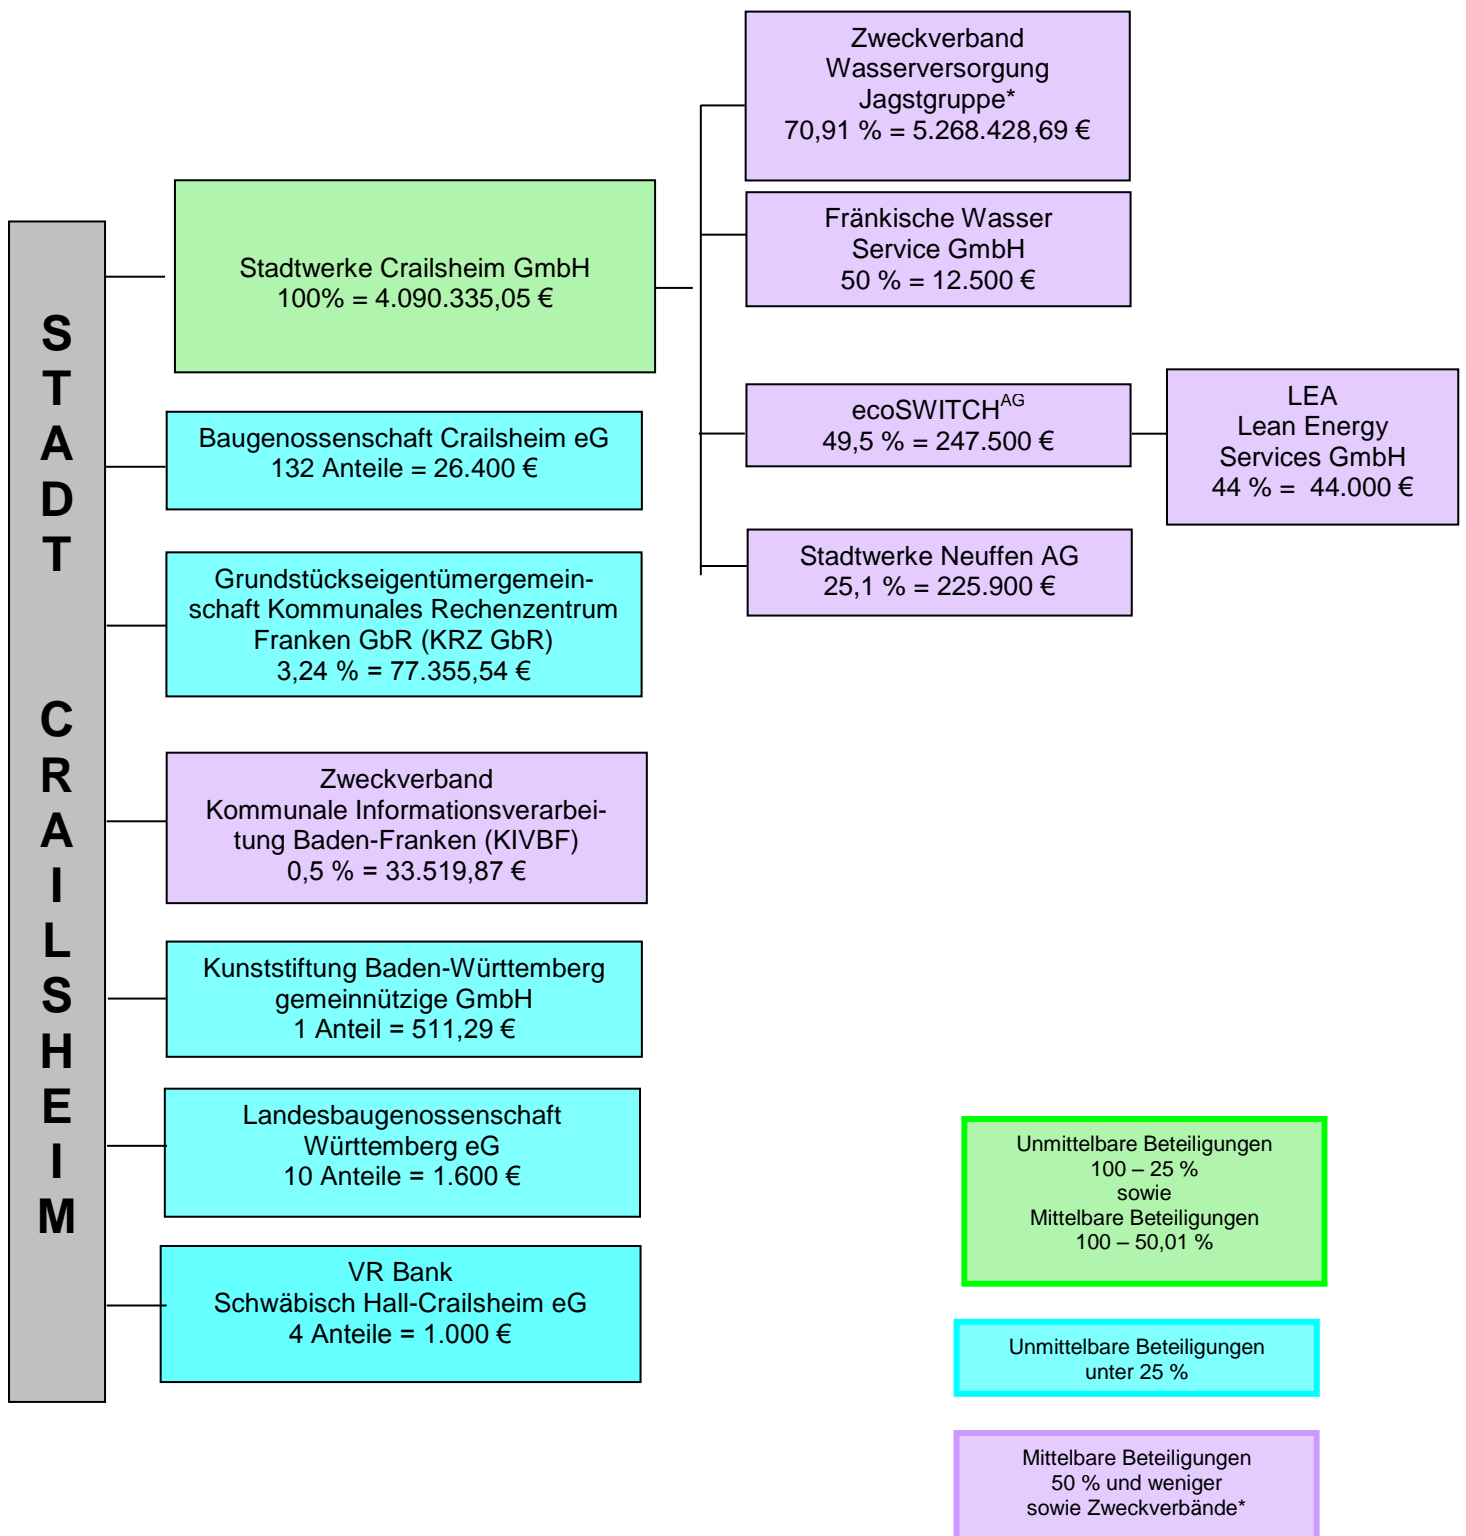 STADT CRAILSHEIM
Stadtwerke Crailsheim GmbH
100% = 4.090.335,05 €
Baugenossenschaft Crailsheim eG
132 Anteile = 26.400 €
Grundstückseigentümergemein-
schaft Kommunales Rechenzentrum
Franken GbR (KRZ GbR)
3,24 % = 77.355,54 €
Zweckverband
Kommunale Informationsverarbei-
tung Baden-Franken (KIVBF)
0,5 % = 33.519,87 €
Kunststiftung Baden-Württemberg
gemeinnützige GmbH
1 Anteil = 511,29 €
Landesbaugenossenschaft
Württemberg eG
10 Anteile = 1.600 €
VR Bank
Schwäbisch Hall-Crailsheim eG
4 Anteile = 1.000 €
Zweckverband
Wasserversorgung
Jagstgruppe*
70,91 % = 5.268.428,69 €
Fränkische Wasser
Service GmbH
50 % = 12.500 €
ecoSWITCH AG
49,5 % = 247.500 €
Stadtwerke Neuffen AG
25,1 % = 225.900 €
LEA
Lean Energy
Services GmbH
44 % = 44.000 €
Unmittelbare Beteiligungen
100 – 25 %
sowie
Mittelbare Beteiligungen
100 – 50,01 %
Unmittelbare Beteiligungen
unter 25 %
Mittelbare Beteiligungen
50 % und weniger
sowie Zweckverbände*